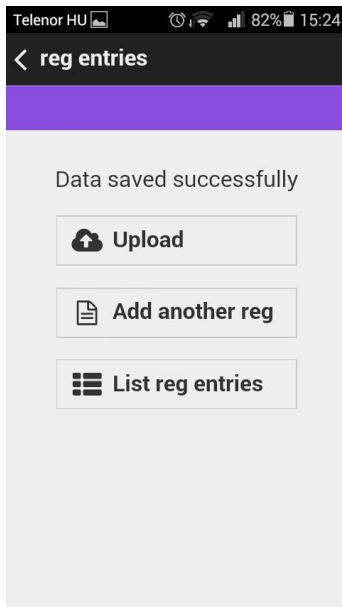 Telenor HU 82% 15:24
reg entries
Data saved successfully
Upload
Add another reg
List reg entries